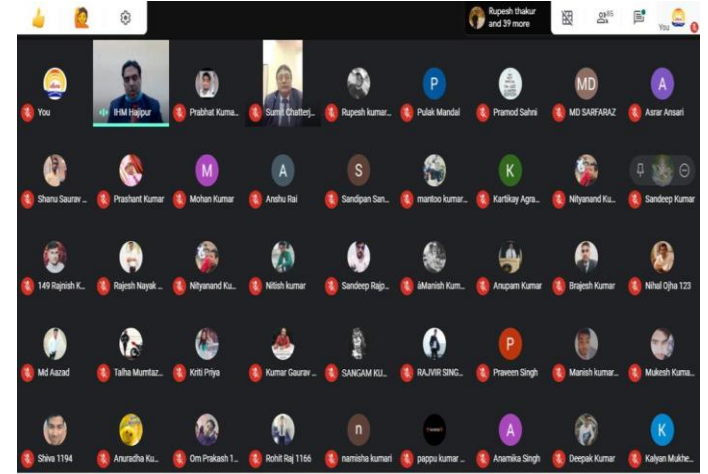 Rupesh thakur
and 39 more
85
You
You
IHM Hajipur
Prabhat Kuma...
Sumit Chatterj...
Rupesh kumar...
P
Pulak Mandal
Pramod Sahni
MD
MD SARFARAZ
A
Asrar Ansari
Shanu Saurav ...
Prashant Kumar
M
Mohan Kumar
A
Anshu Rai
S
Sandipan San...
mantoo kumar...
K
Kartikay Agra...
Nityanand Ku...
Sandeep Kumar
149 Rajnish K...
Rajesh Nayak ...
Nityanand Ku...
Nitish kumar
Sandeep Rajp...
àManish Kum...
Anupam Kumar
Brajesh Kumar
Nihal Ojha 123
Md Aazad
Talha Mumtaz...
Kriti Priya
Kumar Gaurav ...
SANGAM KU...
RAJVIR SING...
P
Praveen Singh
Manish kumar...
Mukesh Kuma...
Shiva 1194
Anuradha Ku...
Om Prakash 1...
Rohit Raj 1166
n
namisha kumari
pappu kumar ...
A
Anamika Singh
Deepak Kumar
K
Kalyan Mukhe...